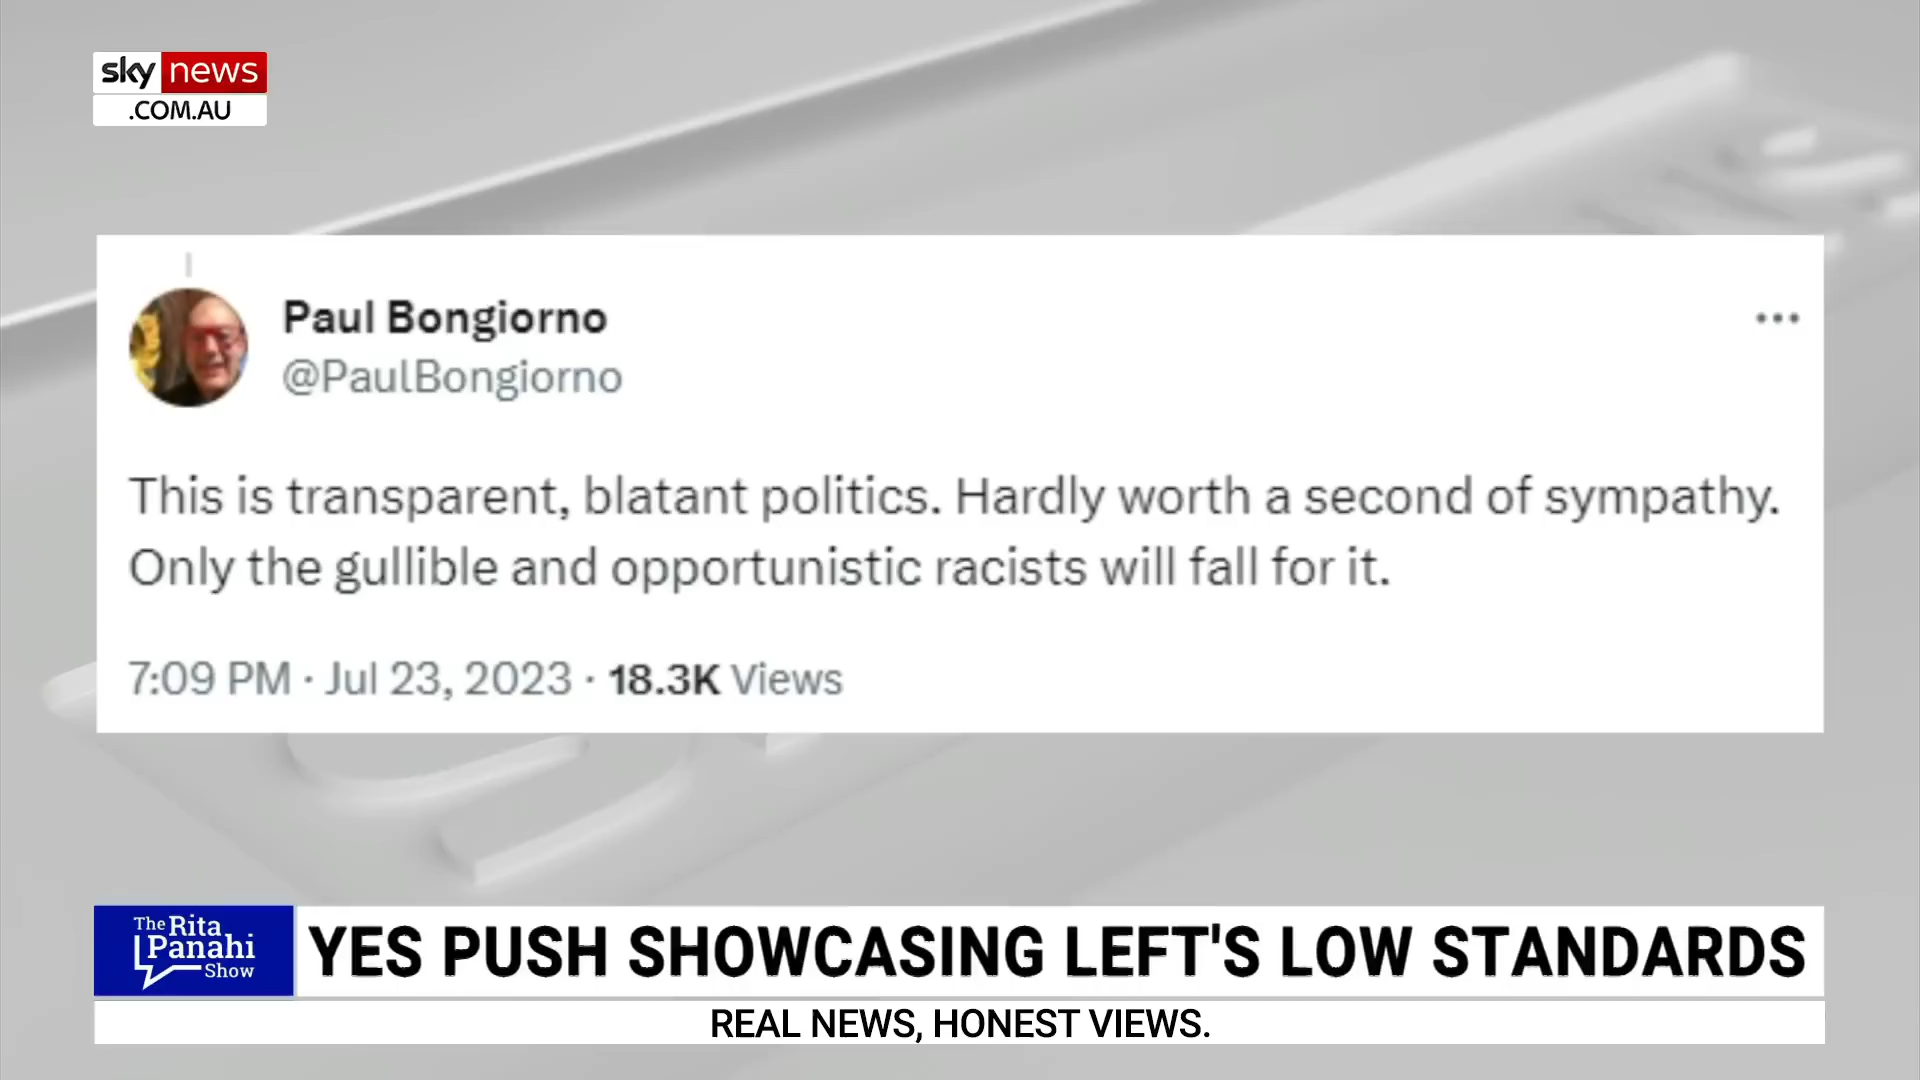 sky news
.COM.AU
Paul Bongiorno
@PaulBongiorno
This is transparent, blatant politics. Hardly worth a second of sympathy.
Only the gullible and opportunistic racists will fall for it.
7:09 PM · Jul 23, 2023 · 18.3K Views
The Rita
Panahi
Show
YES PUSH SHOWCASING LEFT'S LOW STANDARDS
REAL NEWS, HONEST VIEWS.